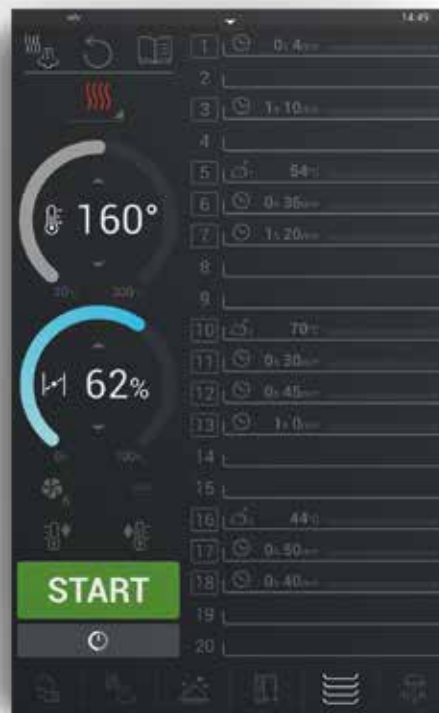 14:49
160°
30°c 300°c
62%
0% 100%
START
1 0h 4min
2
3 1h 10min
4
5 54°c
6 0h 35min
7 1h 20min
8
9
10 70°c
11 0h 30min
12 0h 45min
13 1h 0min
14
15
16 44°c
17 0h 50min
18 0h 40min
19
20